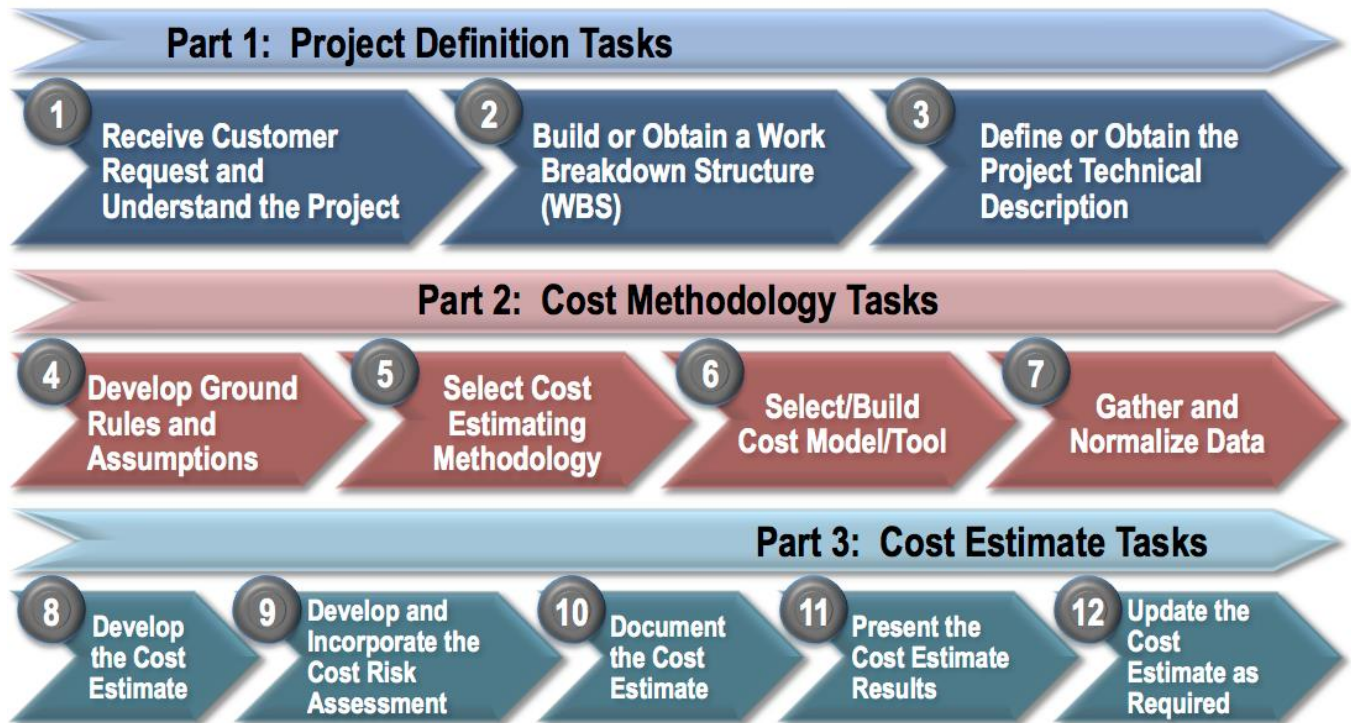 Part 1: Project Definition Tasks
1
Receive Customer
Request and
Understand the Project
2
Build or Obtain a Work
Breakdown Structure
(WBS)
3
Define or Obtain the
Project Technical
Description
Part 2: Cost Methodology Tasks
4
Develop Ground
Rules and
Assumptions
5
Select Cost
Estimating
Methodology
6
Select/Build
Cost Model/Tool
7
Gather and
Normalize Data
Part 3: Cost Estimate Tasks
8
Develop
the Cost
Estimate
9
Develop and
Incorporate the
Cost Risk
Assessment
10
Document
the Cost
Estimate
11
Present the
Cost Estimate
Results
12
Update the
Cost
Estimate as
Required